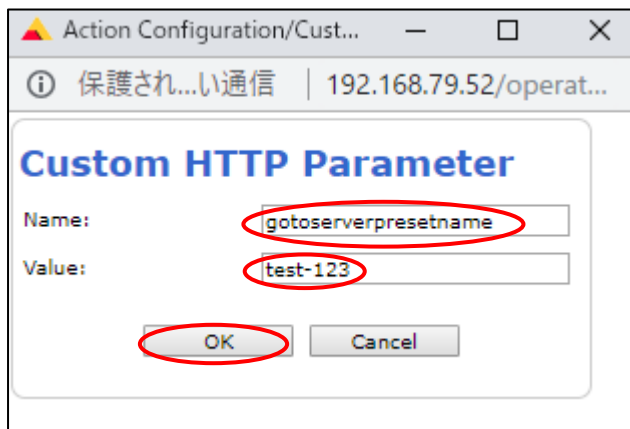 Action Configuration/Cust...
保護され...い通信 | 192.168.79.52/operat...
Custom HTTP Parameter
Name: gotoserverpresetname
Value: test-123
OK Cancel